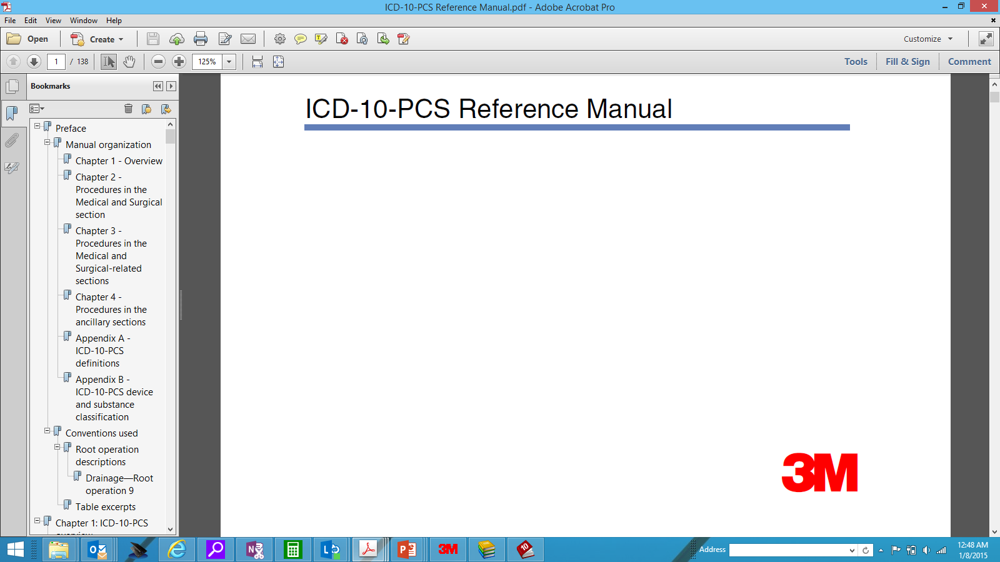 ICD-10-PCS Reference Manual.pdf - Adobe Acrobat Pro
File Edit View Window Help
Open Create Customize
1 / 138 125% Tools Fill & Sign Comment
Bookmarks
Preface
Manual organization
Chapter 1 - Overview
Chapter 2 -
Procedures in the
Medical and Surgical
section
Chapter 3 -
Procedures in the
Medical and
Surgical-related
sections
Chapter 4 -
Procedures in the
ancillary sections
Appendix A -
ICD-10-PCS
definitions
Appendix B -
ICD-10-PCS device
and substance
classification
Conventions used
Root operation
descriptions
Drainage—Root
operation 9
Table excerpts
Chapter 1: ICD-10-PCS
ICD-10-PCS Reference Manual
3M
3M
10
Address
12:48 AM
1/8/2015